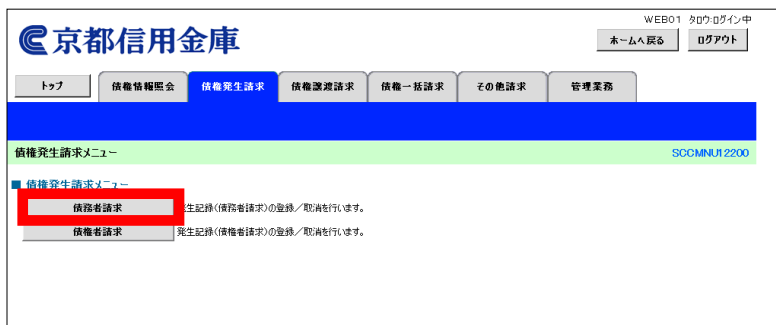 WEB01 タロウ:ログイン中
京都信用金庫
ホームへ戻る ログアウト
トップ 債権情報照会 債権発生請求 債権譲渡請求 債権一括請求 その他請求 管理業務
債権発生請求メニュー SCCMNU12200
■ 債権発生請求メニュー
債務者請求 生記録(債務者請求)の登録/取消を行います。
債権者請求 発生記録(債権者請求)の登録/取消を行います。